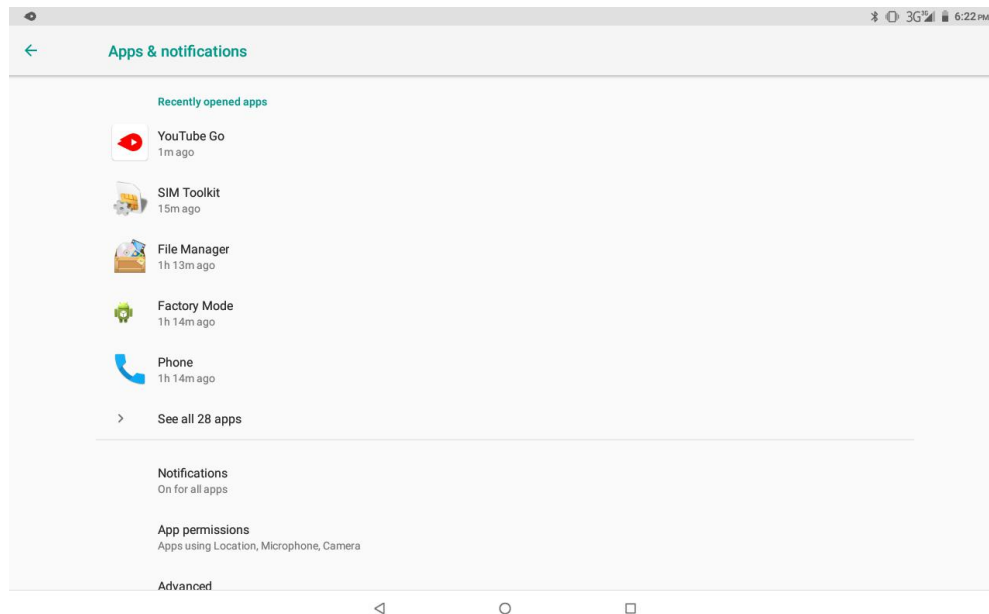 3G 3G 6:22 PM
Apps & notifications
Recently opened apps
YouTube Go
1m ago
SIM Toolkit
15m ago
File Manager
1h 13m ago
Factory Mode
1h 14m ago
Phone
1h 14m ago
See all 28 apps
Notifications
On for all apps
App permissions
Apps using Location, Microphone, Camera
Advanced